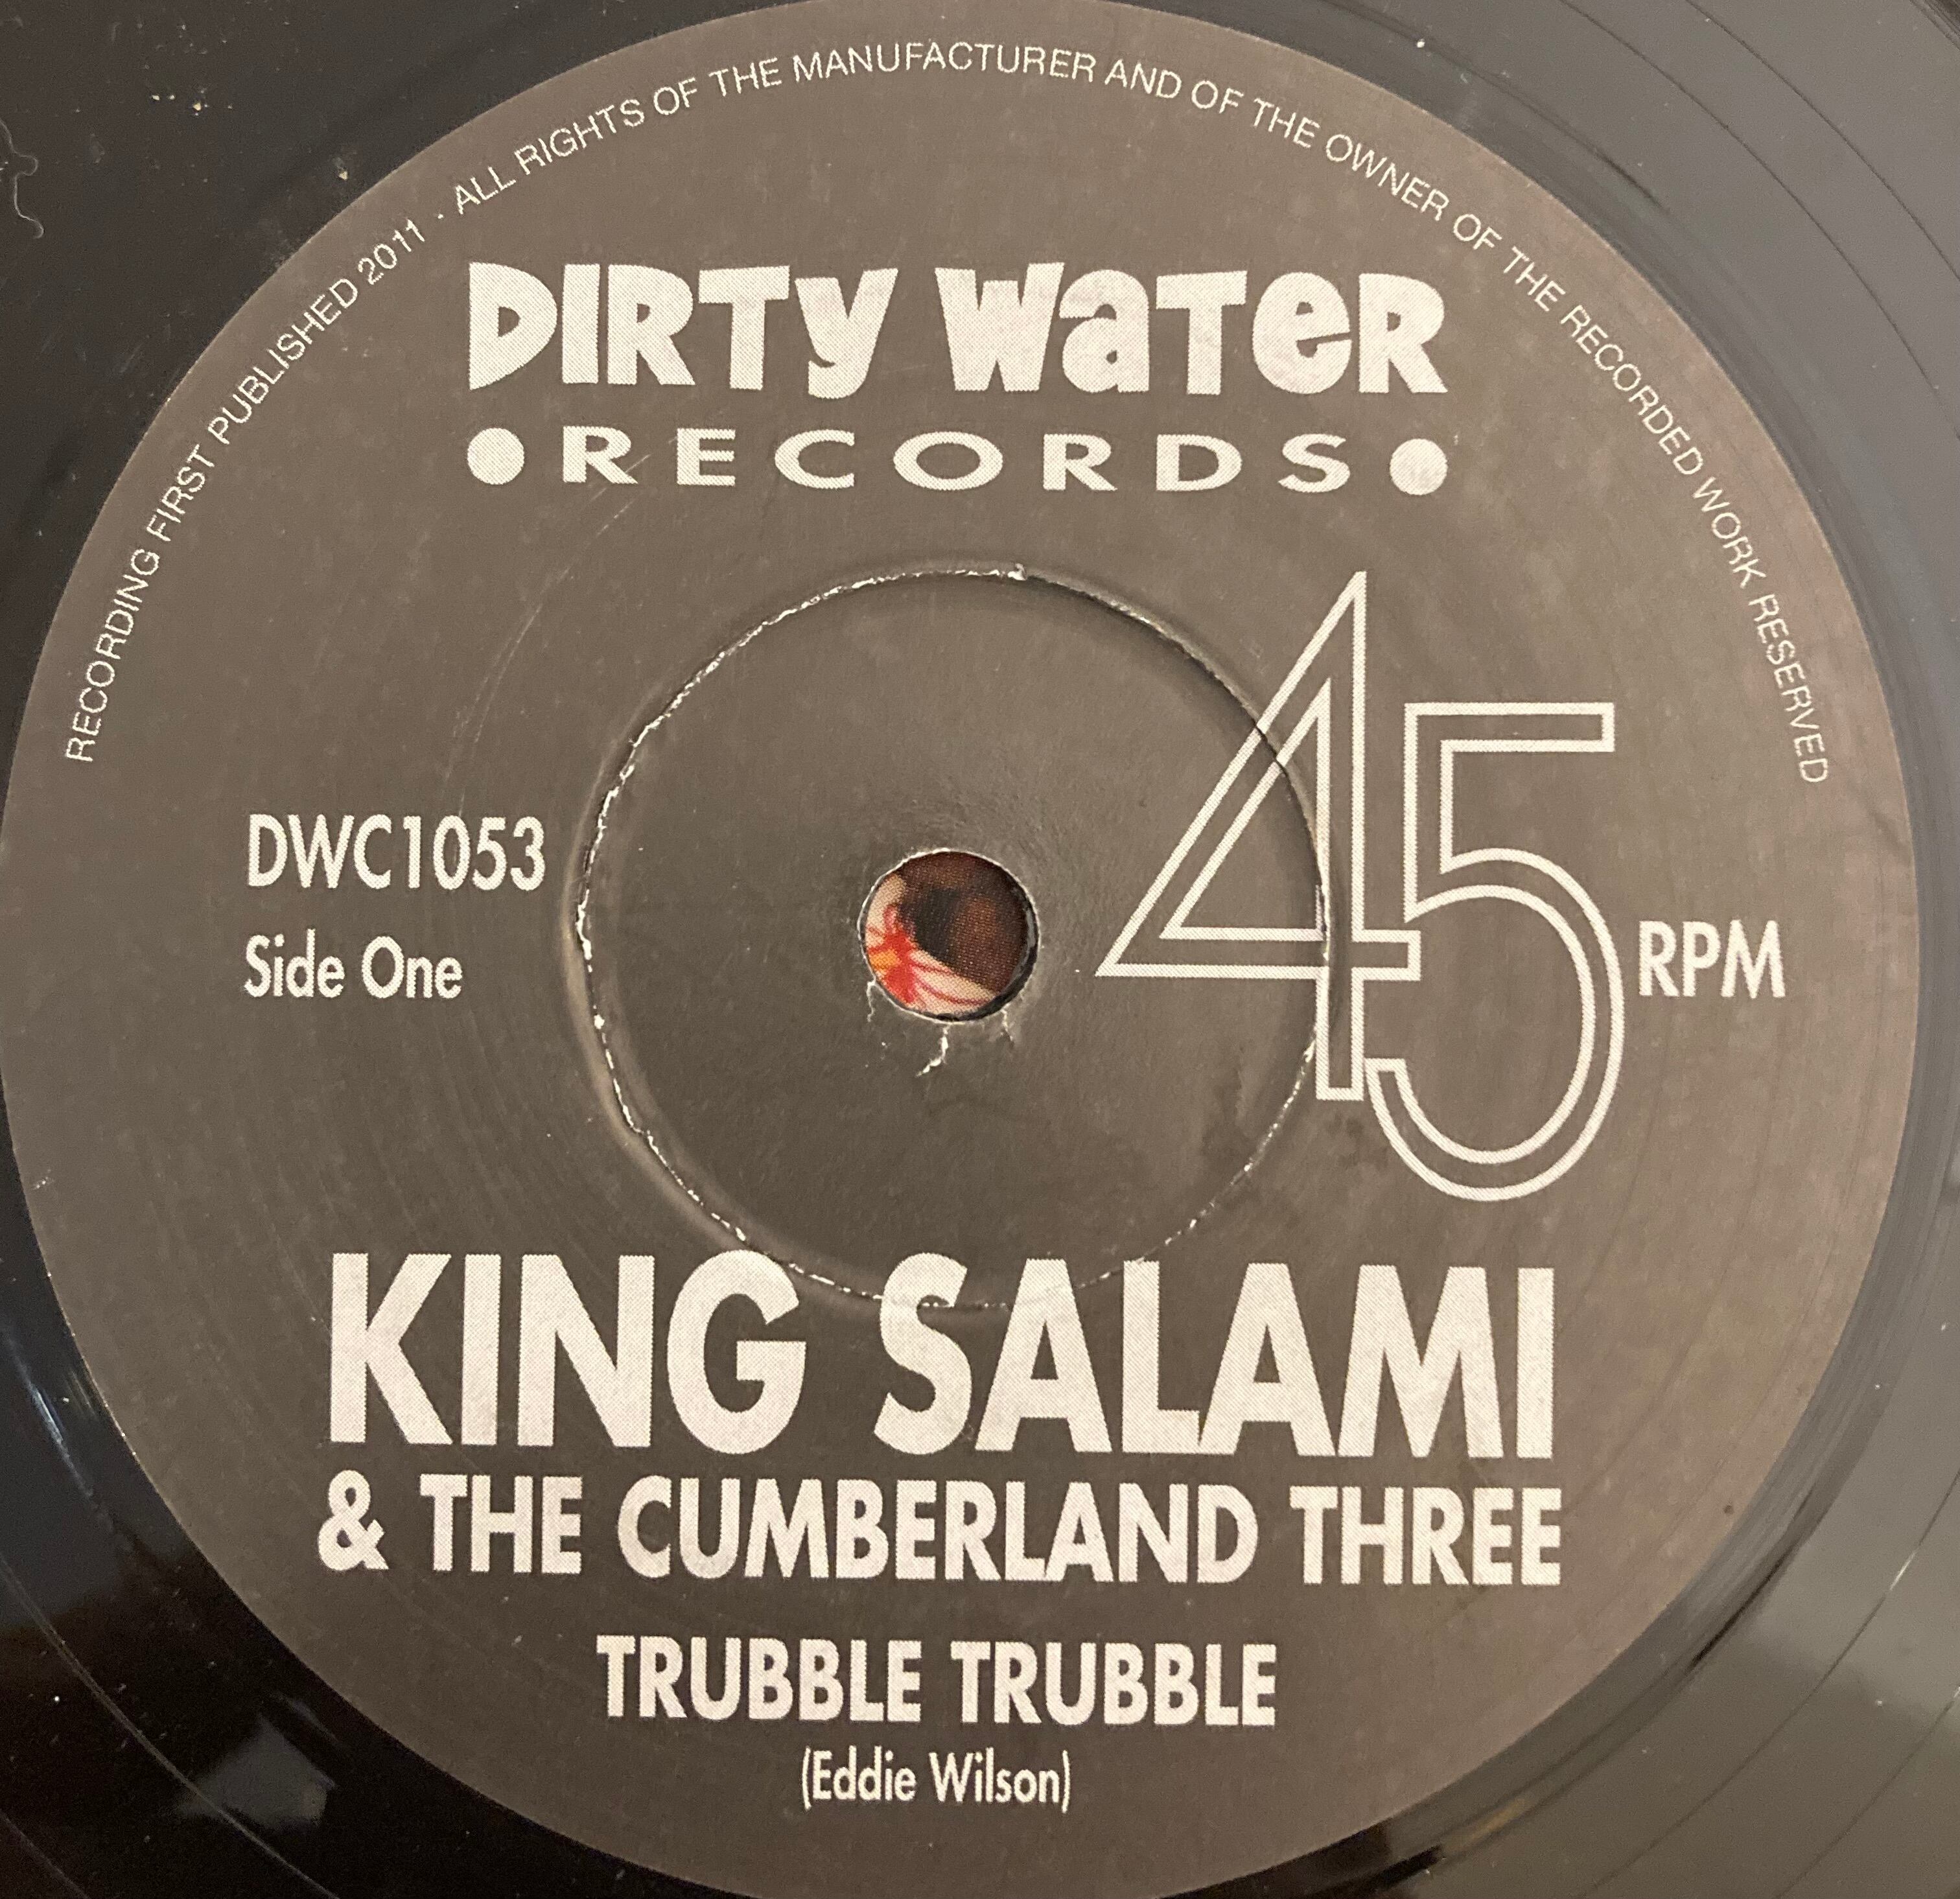 RECORDING FIRST PUBLISHED 2011 · ALL RIGHTS OF THE MANUFACTURER AND OF THE OWNER OF THE RECORDED WORK RESERVED
DIRTY WATER
•RECORDS•
45 RPM
DWC1053
Side One
KING SALAMI
& THE CUMBERLAND THREE
TRUBBLE TRUBBLE
(Eddie Wilson)